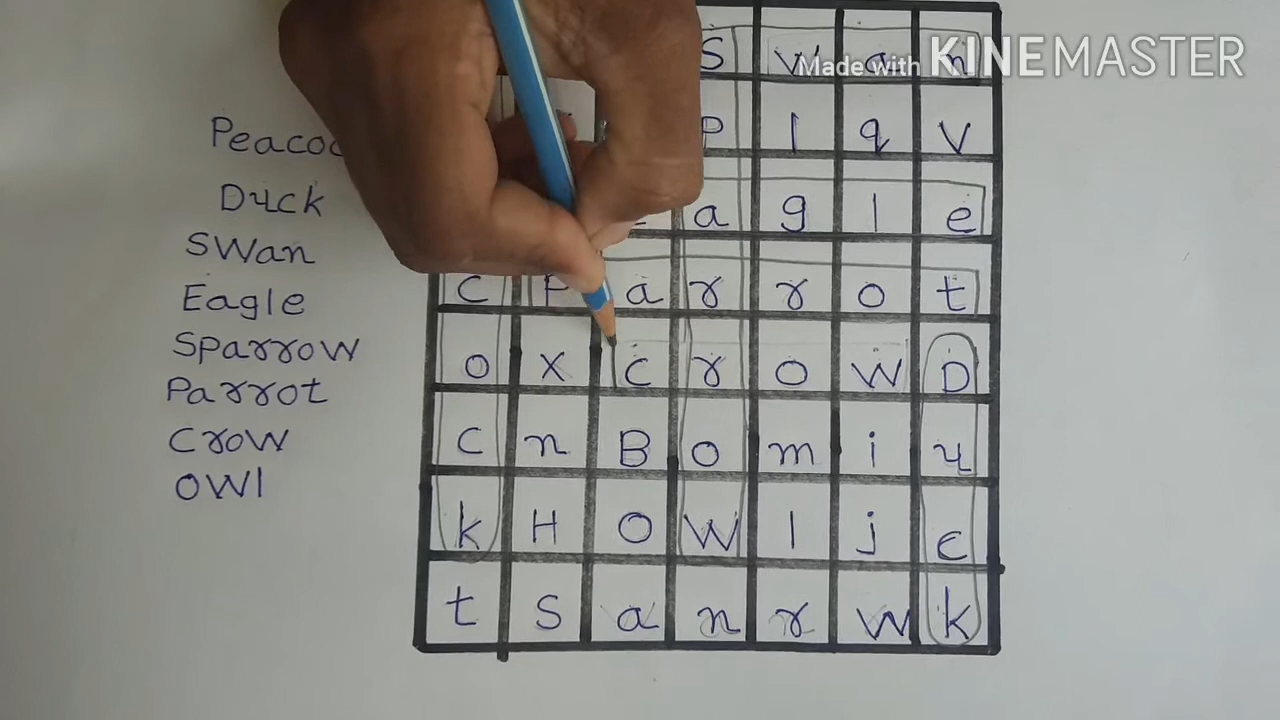 Made with KINEMASTER
Duck
Swan
Eagle
Sparrow
Parrot
Crow
Owl
S w a n
P l q v
a g l e
C P a r r o t
o x c r o w D
c n B o m i u
k H O W l j c
t S a n r w k